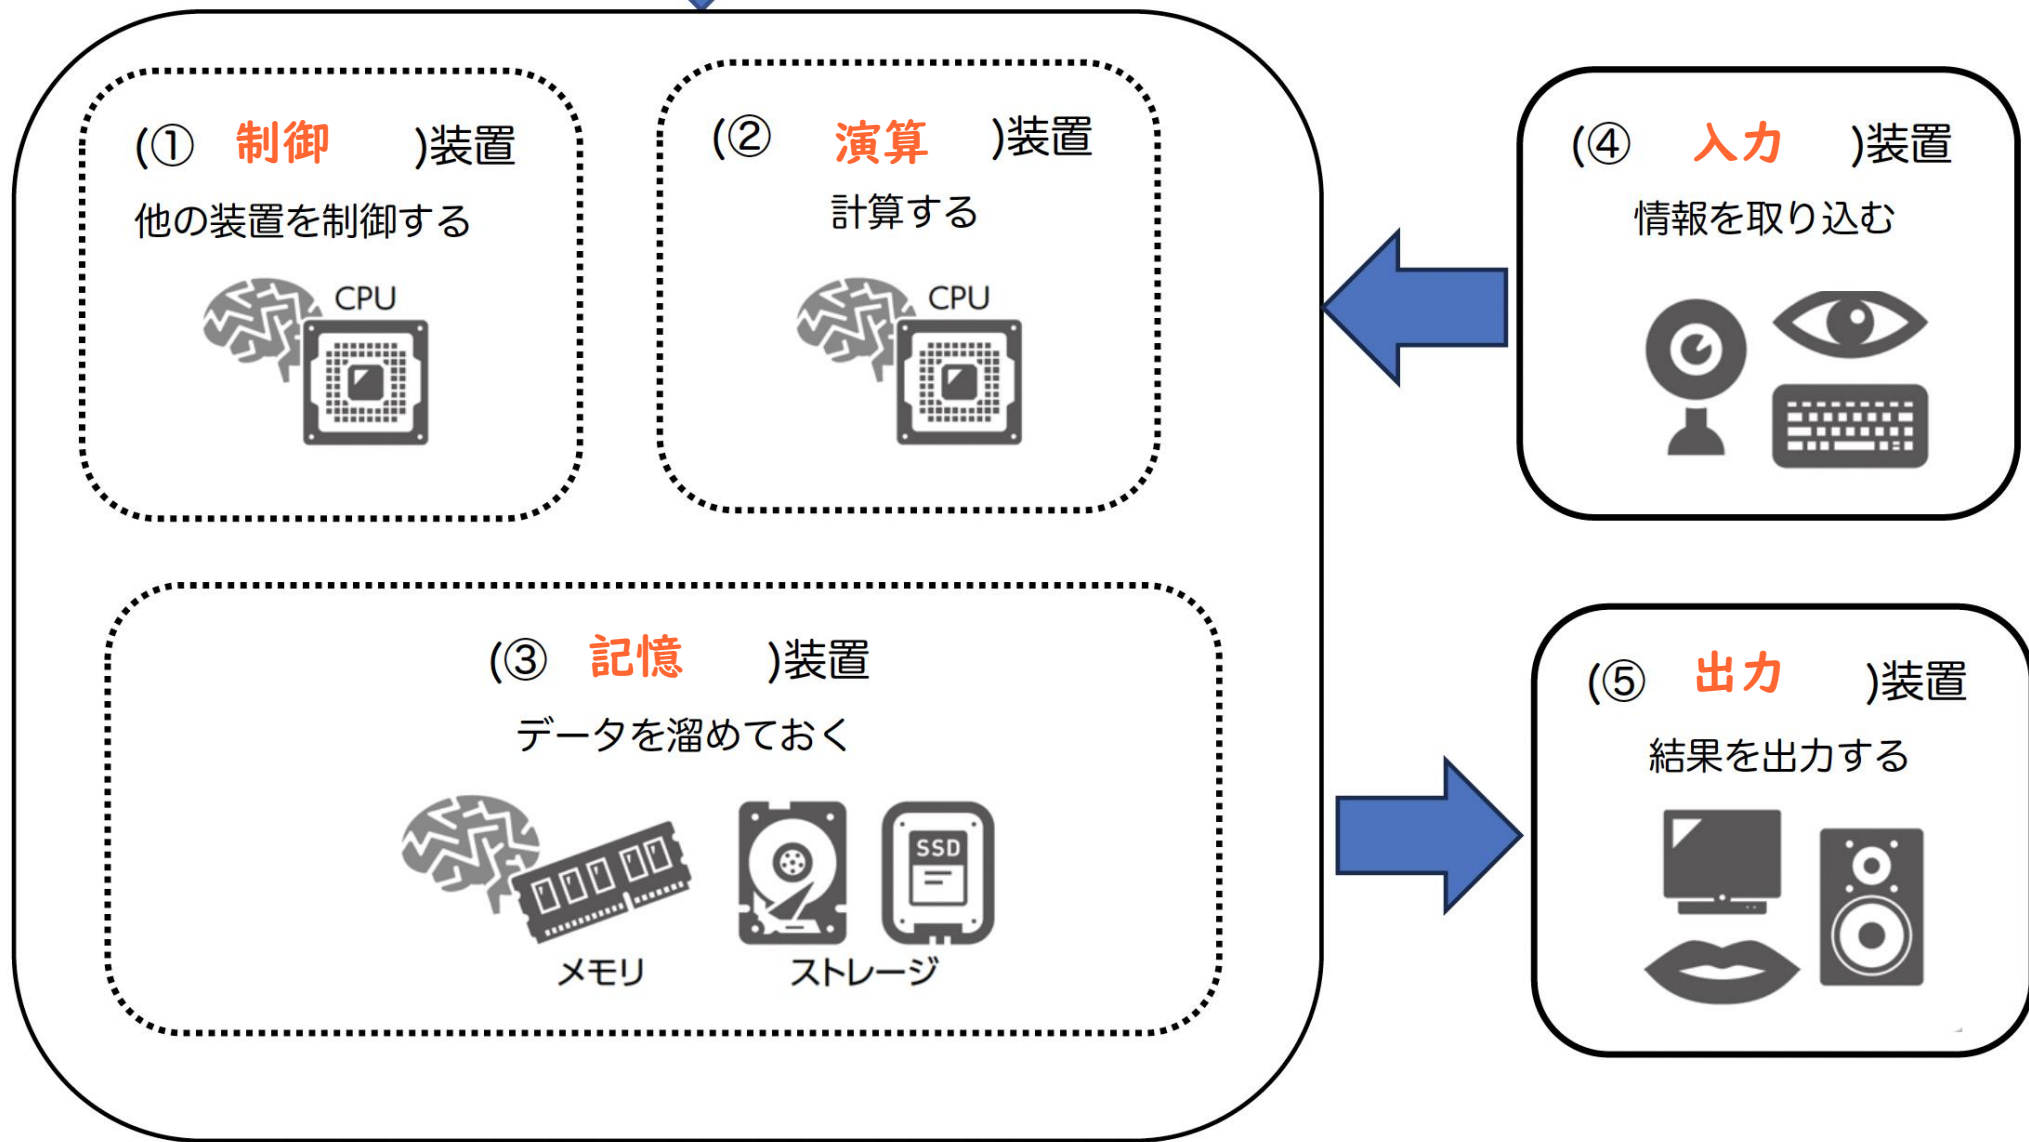 (① 制御 )装置
他の装置を制御する
CPU
(② 演算 )装置
計算する
CPU
(③ 記憶 )装置
データを溜めておく
SSD
メモリ
ストレージ
(④ 入力 )装置
情報を取り込む
(⑤ 出力 )装置
結果を出力する